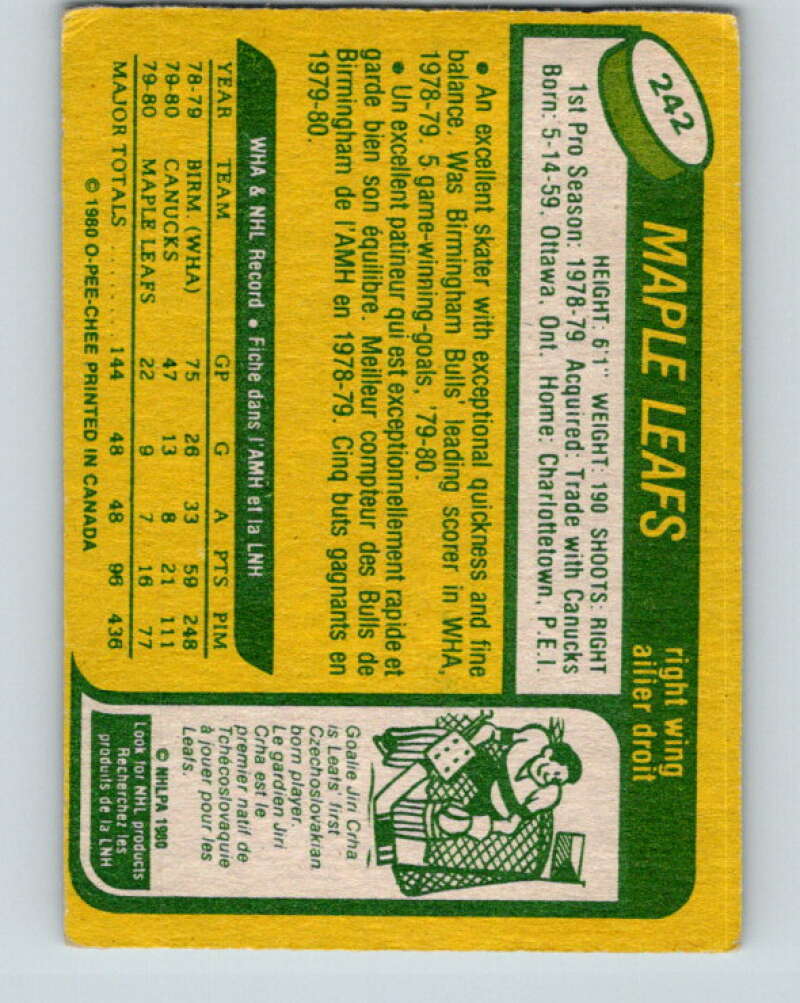 242
MAPLE LEAFS
right wing
ailier droit
HEIGHT: 6'1" WEIGHT: 190 SHOOTS: RIGHT
1st Pro Season: 1978-79 Acquired: Trade with Canucks
Born: 5-14-59, Ottawa, Ont. Home: Charlottetown, P.E.I.
• An excellent skater with exceptional quickness and fine
balance. Was Birmingham Bulls' leading scorer in WHA,
1978-79. 5 game-winning-goals, '79-80.
• Un excellent patineur qui est exceptionnellement rapide et
garde bien son équilibre. Meilleur compteur des Bulls de
Birmingham de l'AMH en 1978-79. Cinq buts gagnants en
1979-80.
WHA & NHL Record • Fiche dans l'AMH et la LNH
YEAR TEAM GP G A PTS PIM
78-79 BIRM. (WHA) 75 26 33 59 248
79-80 CANUCKS 47 13 8 21 111
79-80 MAPLE LEAFS 22 9 7 16 77
MAJOR TOTALS ........ 144 48 48 96 436
© 1980 O-PEE-CHEE PRINTED IN CANADA
Goalie Jiri Crha
is Leafs' first
Czechoslovakian
born player.
Le gardien Jiri
Crha est le
premier natif de
Tchécoslovaquie
à jouer pour les
Leafs.
© NHLPA 1980
Look for NHL products
Recherchez les
produits de la LNH